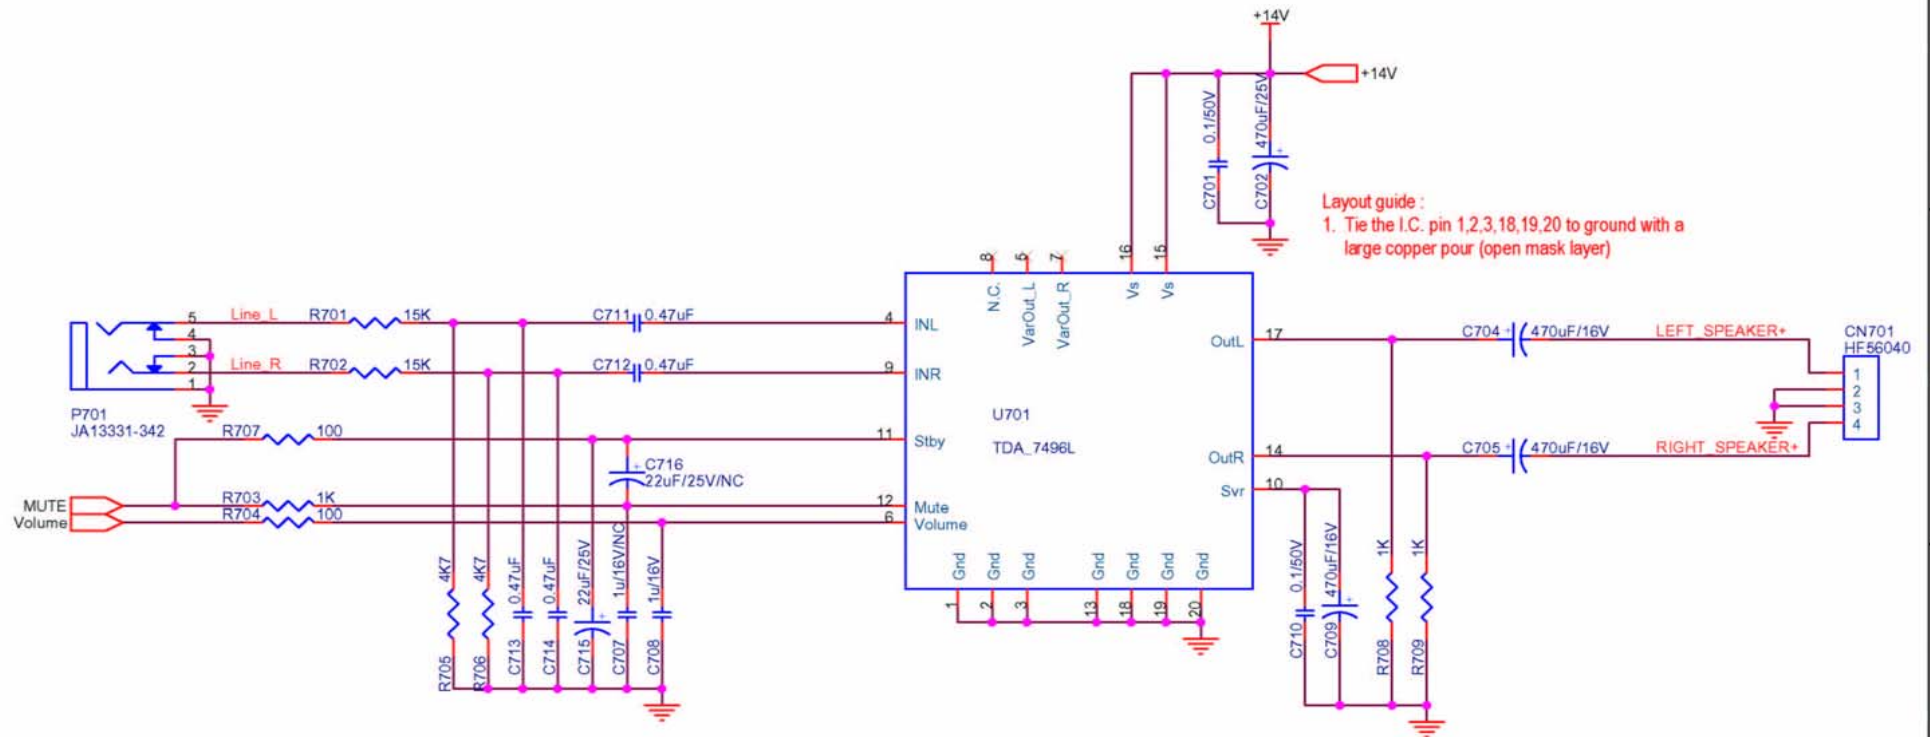 +14V
+14V
0.1/50V
470uF/25V
C701
C702
Layout guide :
1. Tie the I.C. pin 1,2,3,18,19,20 to ground with a
large copper pour (open mask layer)
8
5
7
16
15
N.C.
VarOut_L
VarOut_R
Vs
Vs
5
4
3
2
1
Line_L
R701
15K
C711
0.47uF
4
INL
Line_R
R702
15K
C712
0.47uF
9
INR
P701
JA13331-342
R707
100
11
Stby
C716
22uF/25V/NC
MUTE
R703
1K
12
Mute
Volume
R704
100
6
Volume
U701
TDA_7496L
OutL
17
C704
470uF/16V
LEFT_SPEAKER+
CN701
HF56040
1
2
3
4
OutR
14
C705
470uF/16V
RIGHT_SPEAKER+
Svr
10
4K7
4K7
0.47uF
0.47uF
22uF/25V
1u/16V/NC
1u/16V
R705
R706
C713
C714
C715
C707
C708
Gnd
Gnd
Gnd
Gnd
Gnd
Gnd
Gnd
1
2
3
13
18
19
20
0.1/50V
470uF/16V
1K
1K
C710
C709
R708
R709